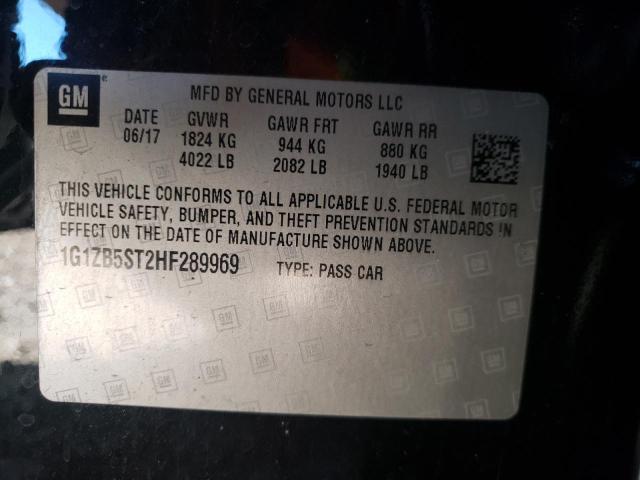 GM
MFD BY GENERAL MOTORS LLC
DATE GVWR GAWR FRT GAWR RR
06/17 1824 KG 944 KG 880 KG
4022 LB 2082 LB 1940 LB
THIS VEHICLE CONFORMS TO ALL APPLICABLE U.S. FEDERAL MOTOR
VEHICLE SAFETY, BUMPER, AND THEFT PREVENTION STANDARDS IN
EFFECT ON THE DATE OF MANUFACTURE SHOWN ABOVE.
1G1ZB5ST2HF289969 TYPE: PASS CAR